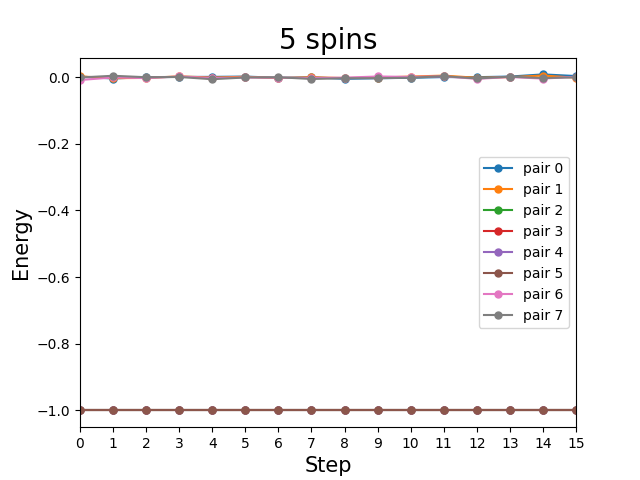 5 spins
Energy
0.0
−0.2
−0.4
−0.6
−0.8
−1.0
pair 0
pair 1
pair 2
pair 3
pair 4
pair 5
pair 6
pair 7
0 1 2 3 4 5 6 7 8 9 10 11 12 13 14 15
Step